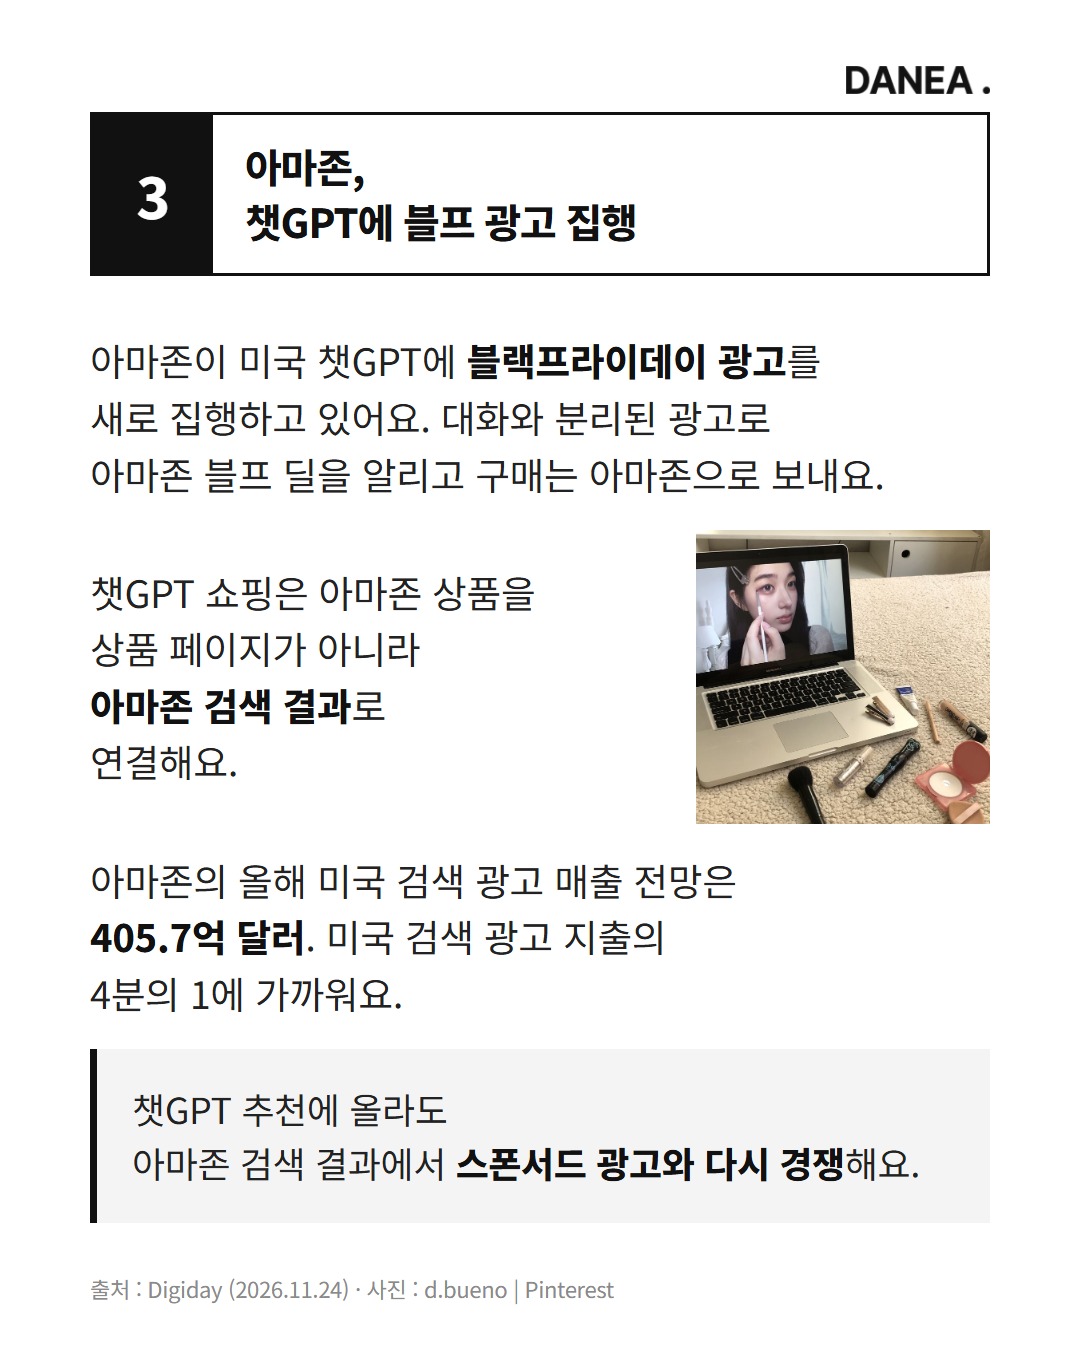 DANEA .
3
아마존,
챗GPT에 블프 광고 집행
아마존이 미국 챗GPT에 블랙프라이데이 광고를
새로 집행하고 있어요. 대화와 분리된 광고로
아마존 블프 딜을 알리고 구매는 아마존으로 보내요.
챗GPT 쇼핑은 아마존 상품을
상품 페이지가 아니라
아마존 검색 결과로
연결해요.
아마존의 올해 미국 검색 광고 매출 전망은
405.7억 달러. 미국 검색 광고 지출의
4분의 1에 가까워요.
챗GPT 추천에 올라도
아마존 검색 결과에서 스폰서드 광고와 다시 경쟁해요.
출처 : Digiday (2026.11.24) · 사진 : d.bueno | Pinterest